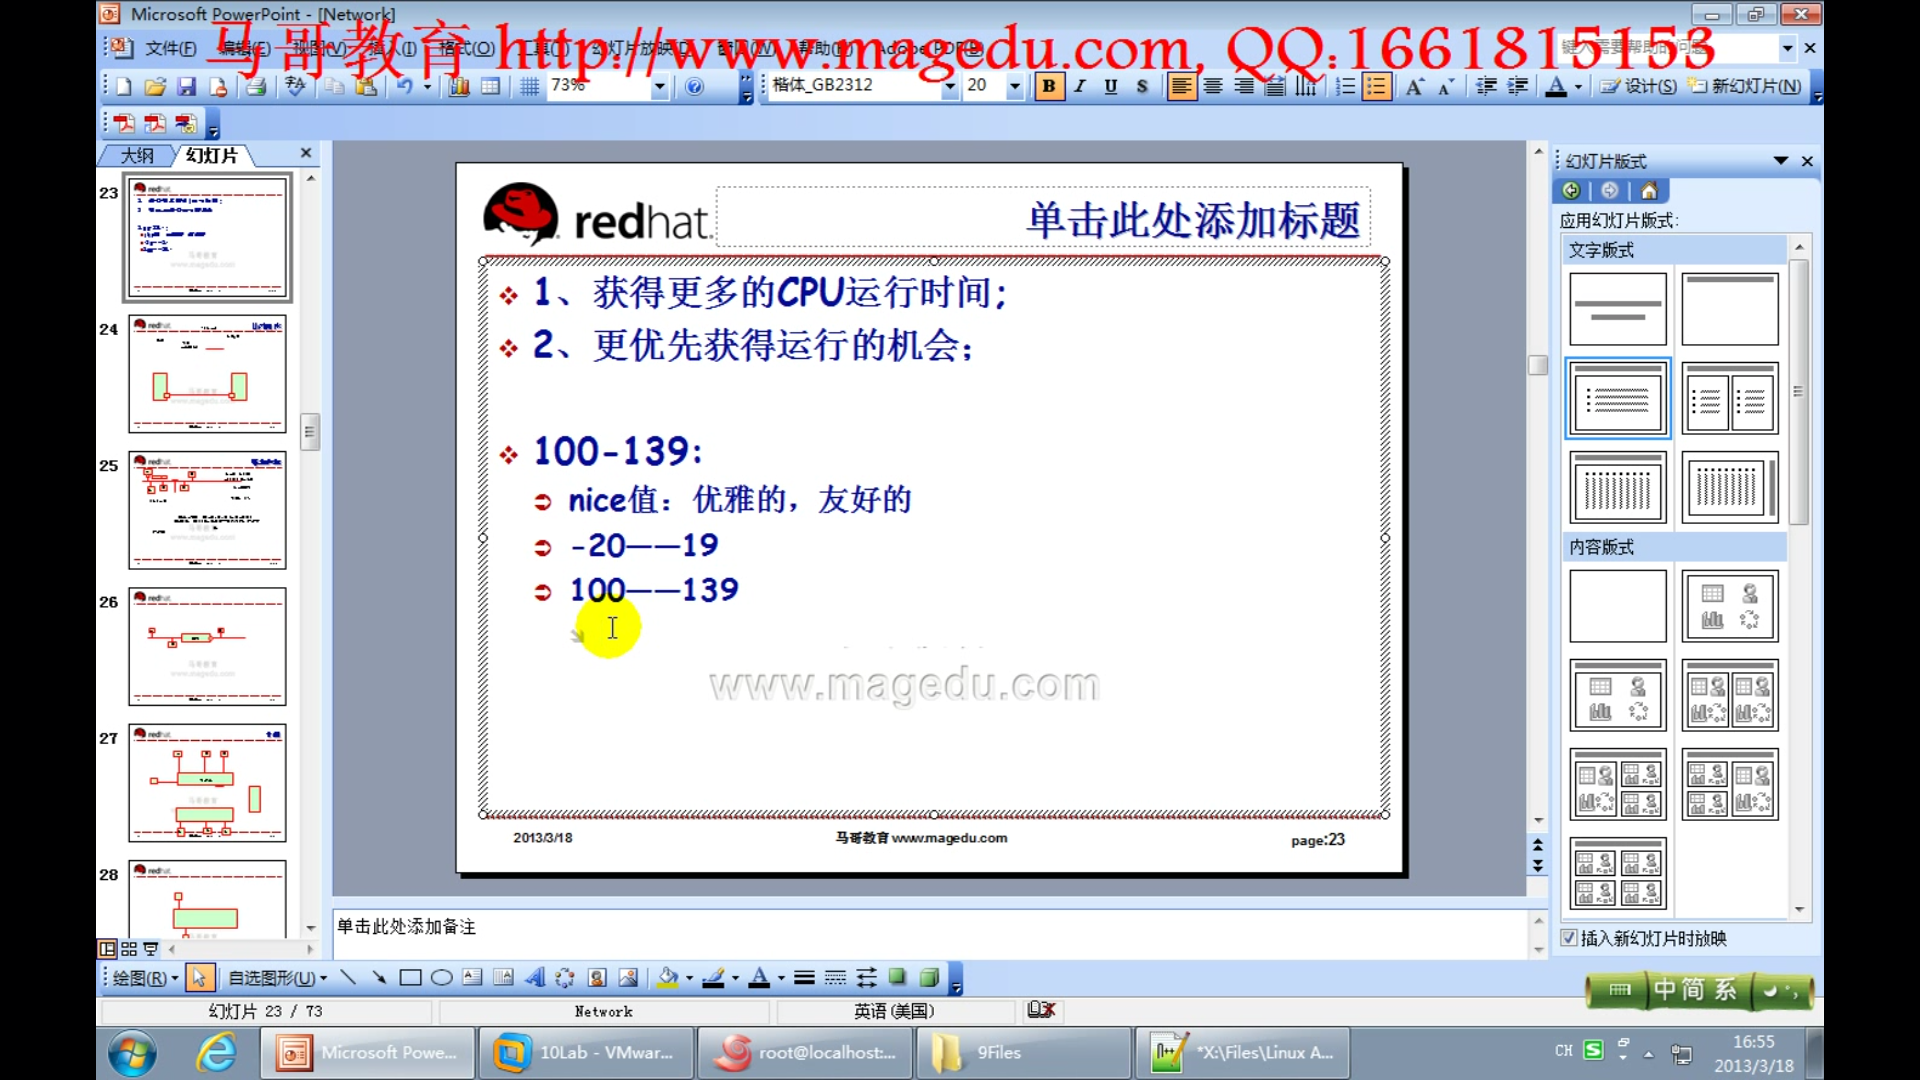 Microsoft PowerPoint - [Network]
马哥教育 http://www.magedu.com, QQ:1661815153
文件(F) 编辑(E) 视图(V) 插入(I) 格式(O) 工具(T) 幻灯片放映(D) 窗口(W) 帮助(H) Adobe PDF(B) 键入需要帮助的问题
73% 楷体_GB2312 20 B I U S 设计(S) 新幻灯片(N)
大纲 幻灯片
幻灯片版式
应用幻灯片版式:
文字版式
内容版式
插入新幻灯片时放映
23
24
25
26
27
28
redhat.
单击此处添加标题
1、获得更多的CPU运行时间;
2、更优先获得运行的机会;
100-139:
nice值：优雅的，友好的
-20——19
100——139
www.magedu.com
2013/3/18 马哥教育 www.magedu.com page:23
单击此处添加备注
绘图(R) 自选图形(U)
幻灯片 23 / 73 Network 英语(美国)
中简系
Microsoft Powe... 10Lab - VMwar... root@localhost:... 9Files *X:\Files\Linux A...
CH 16:55
2013/3/18